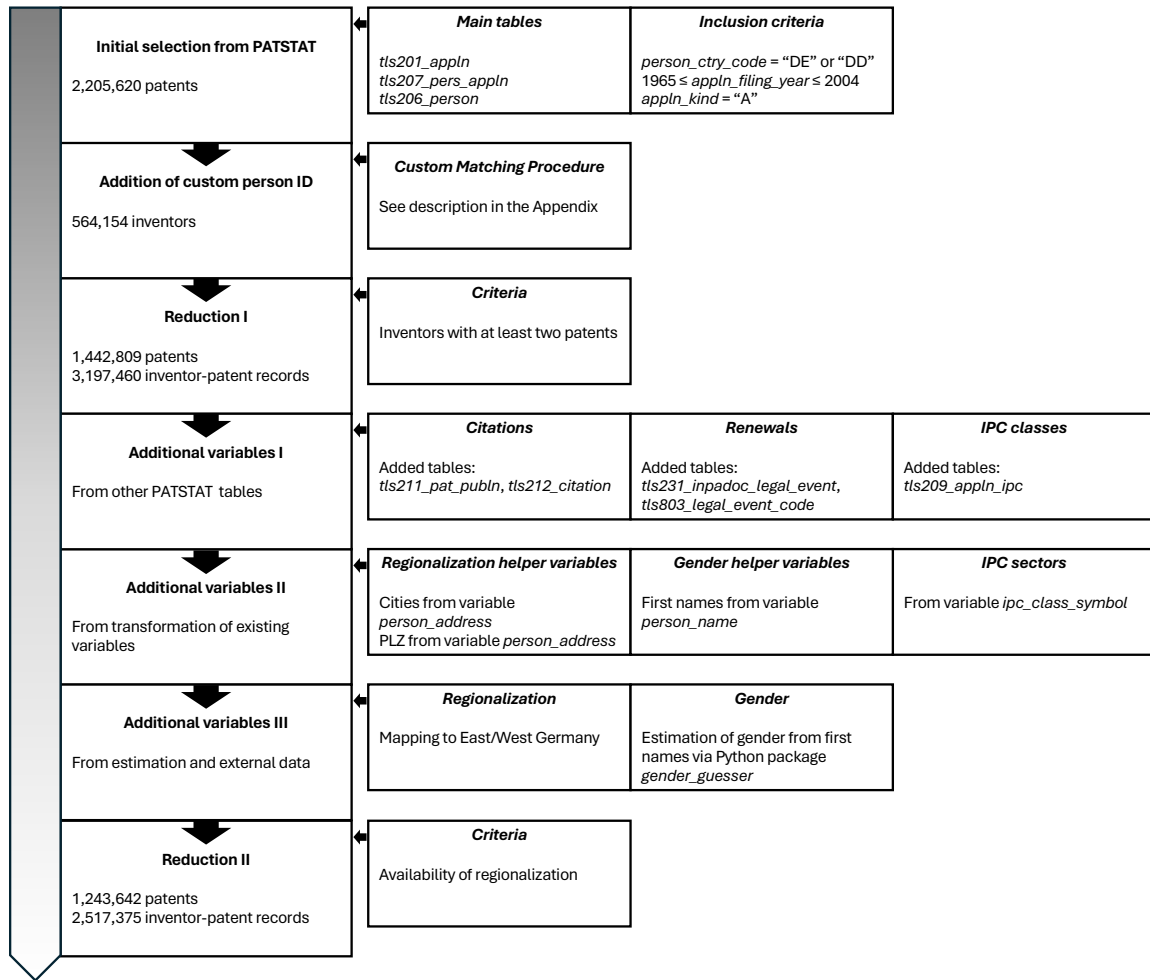 Initial selection from PATSTAT
2,205,620 patents
Main tables
tls201_appln
tls207_pers_appln
tls206_person
Inclusion criteria
person_ctry_code = “DE” or “DD”
1965 ≤ appln_filing_year ≤ 2004
appln_kind = “A”
Addition of custom person ID
564,154 inventors
Custom Matching Procedure
See description in the Appendix
Reduction I
1,442,809 patents
3,197,460 inventor-patent records
Criteria
Inventors with at least two patents
Additional variables I
From other PATSTAT tables
Citations
Added tables:
tls211_pat_publn, tls212_citation
Renewals
Added tables:
tls231_inpadoc_legal_event,
tls803_legal_event_code
IPC classes
Added tables:
tls209_appln_ipc
Additional variables II
From transformation of existing
variables
Regionalization helper variables
Cities from variable
person_address
PLZ from variable person_address
Gender helper variables
First names from variable
person_name
IPC sectors
From variable ipc_class_symbol
Additional variables III
From estimation and external data
Regionalization
Mapping to East/West Germany
Gender
Estimation of gender from first
names via Python package
gender_guesser
Reduction II
1,243,642 patents
2,517,375 inventor-patent records
Criteria
Availability of regionalization